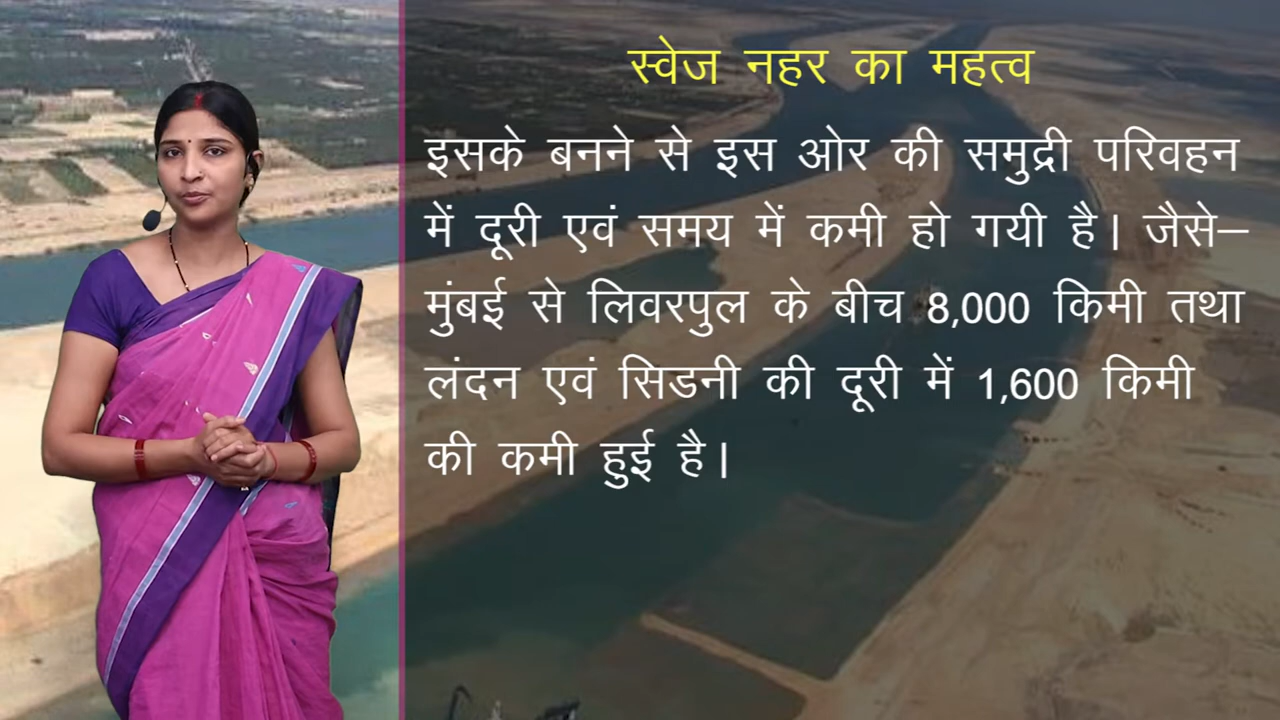 स्वेज नहर का महत्व
इसके बनने से इस ओर की समुद्री परिवहन
में दूरी एवं समय में कमी हो गयी है। जैसे–
मुंबई से लिवरपुल के बीच 8,000 किमी तथा
लंदन एवं सिडनी की दूरी में 1,600 किमी
की कमी हुई है।